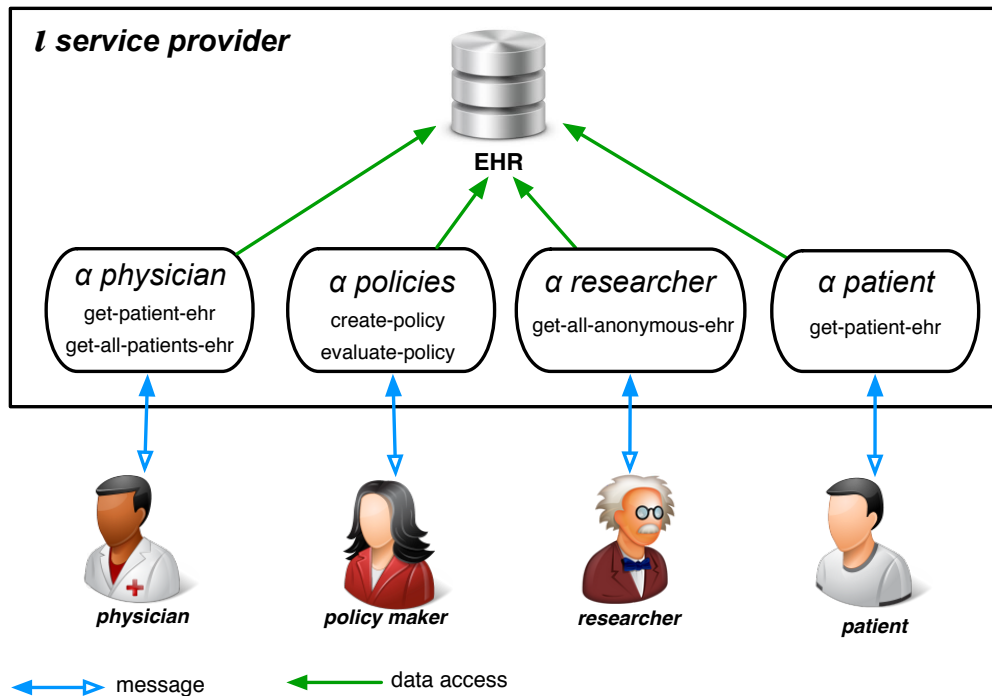 ι service provider
EHR
α physician
get-patient-ehr
get-all-patients-ehr
α policies
create-policy
evaluate-policy
α researcher
get-all-anonymous-ehr
α patient
get-patient-ehr
physician
policy maker
researcher
patient
message
data access